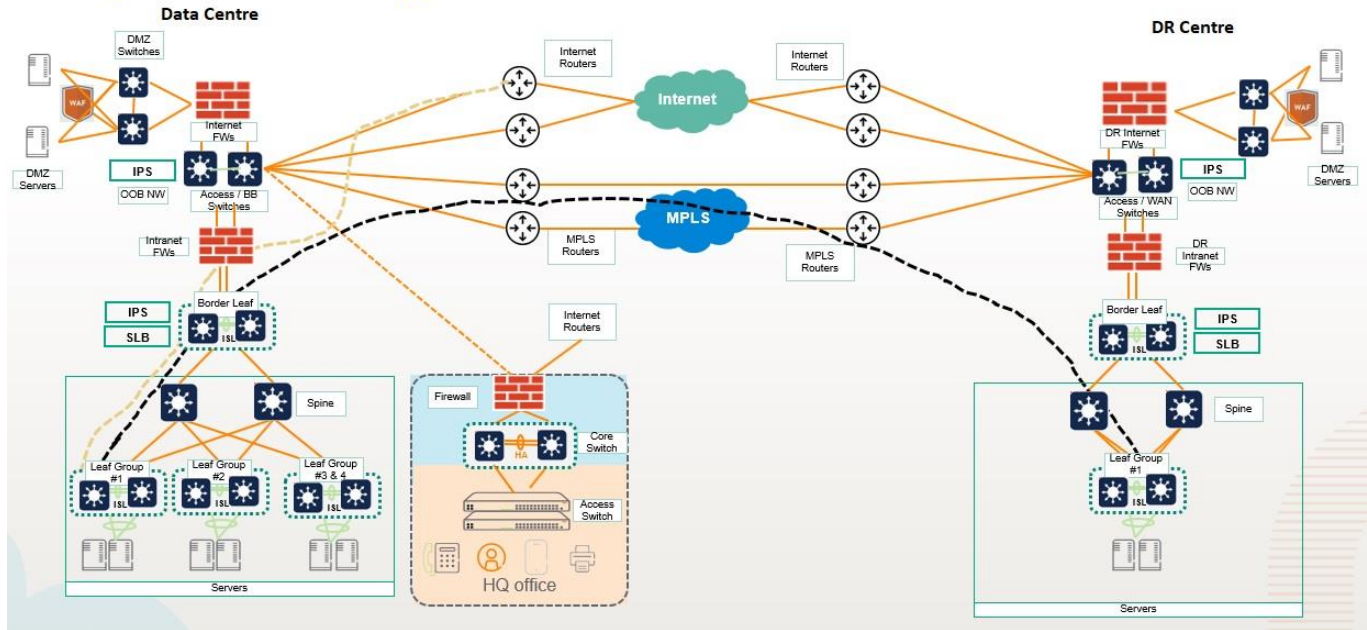 Data Centre
DR Centre
DMZ
Switches
WAF
DMZ
Servers
Internet
FWs
IPS
OOB NW
Access / BB
Switches
Intranet
FWs
Border Leaf
ISL
IPS
SLB
Spine
Leaf Group
#1
ISL
Leaf Group
#2
ISL
Leaf Group
#3 & 4
ISL
Servers
Internet
Routers
Internet
Internet
Routers
MPLS
MPLS
Routers
MPLS
Routers
Internet
Routers
Firewall
Core
Switch
HA
Access
Switch
HQ office
DR Internet
FWs
WAF
DMZ
Servers
IPS
OOB NW
Access / WAN
Switches
DR
Intranet
FWs
Border Leaf
ISL
IPS
SLB
Spine
Leaf Group
#1
ISL
Servers